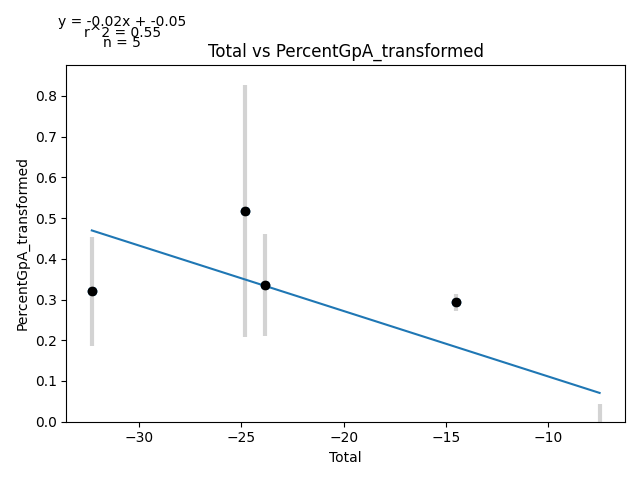 y = -0.02x + -0.05
r^2 = 0.55
n = 5
Total vs PercentGpA_transformed
PercentGpA_transformed
0.8
0.7
0.6
0.5
0.4
0.3
0.2
0.1
0.0
−30 −25 −20 −15 −10
Total